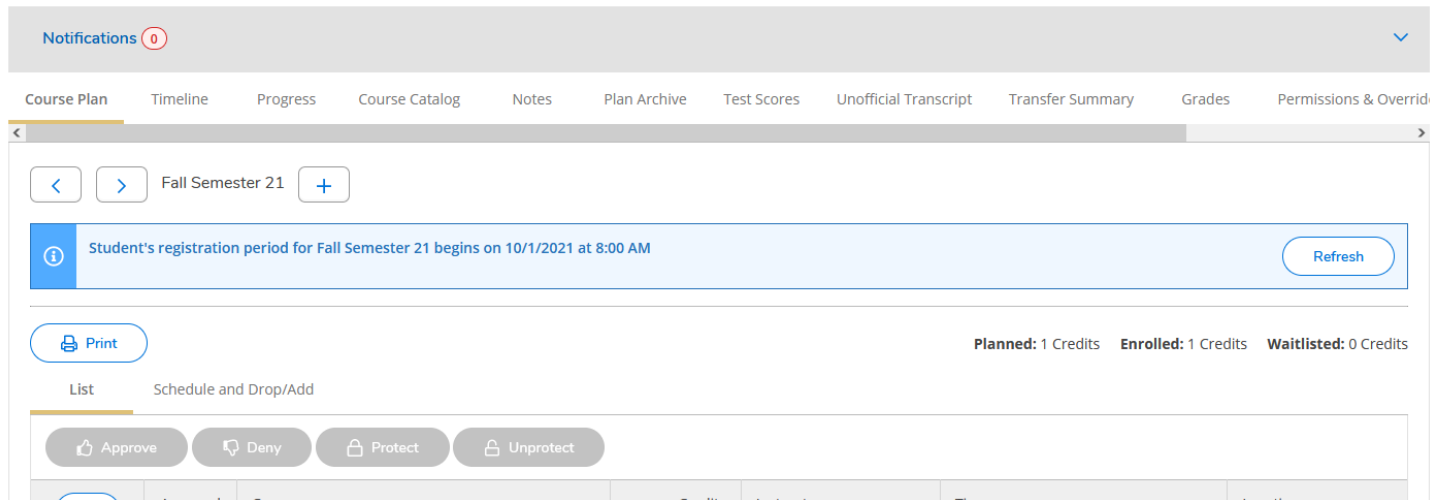 Notifications 0
Course Plan Timeline Progress Course Catalog Notes Plan Archive Test Scores Unofficial Transcript Transfer Summary Grades Permissions &
Fall Semester 21
Student's registration period for Fall Semester 21 begins on 10/1/2021 at 8:00 AM
Refresh
Print
Planned: 1 Credits Enrolled: 1 Credits Waitlisted: 0 Credits
List Schedule and Drop/Add
Approve Deny Protect Unprotect